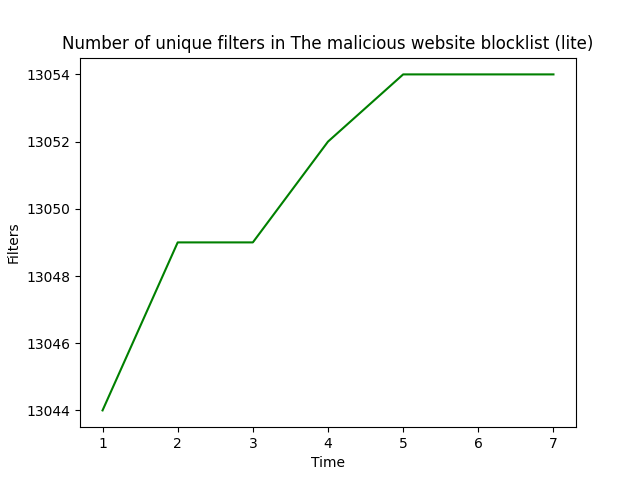 Number of unique filters in The malicious website blocklist (lite)
13054
13052
13050
13048
13046
13044
Filters
1 2 3 4 5 6 7
Time